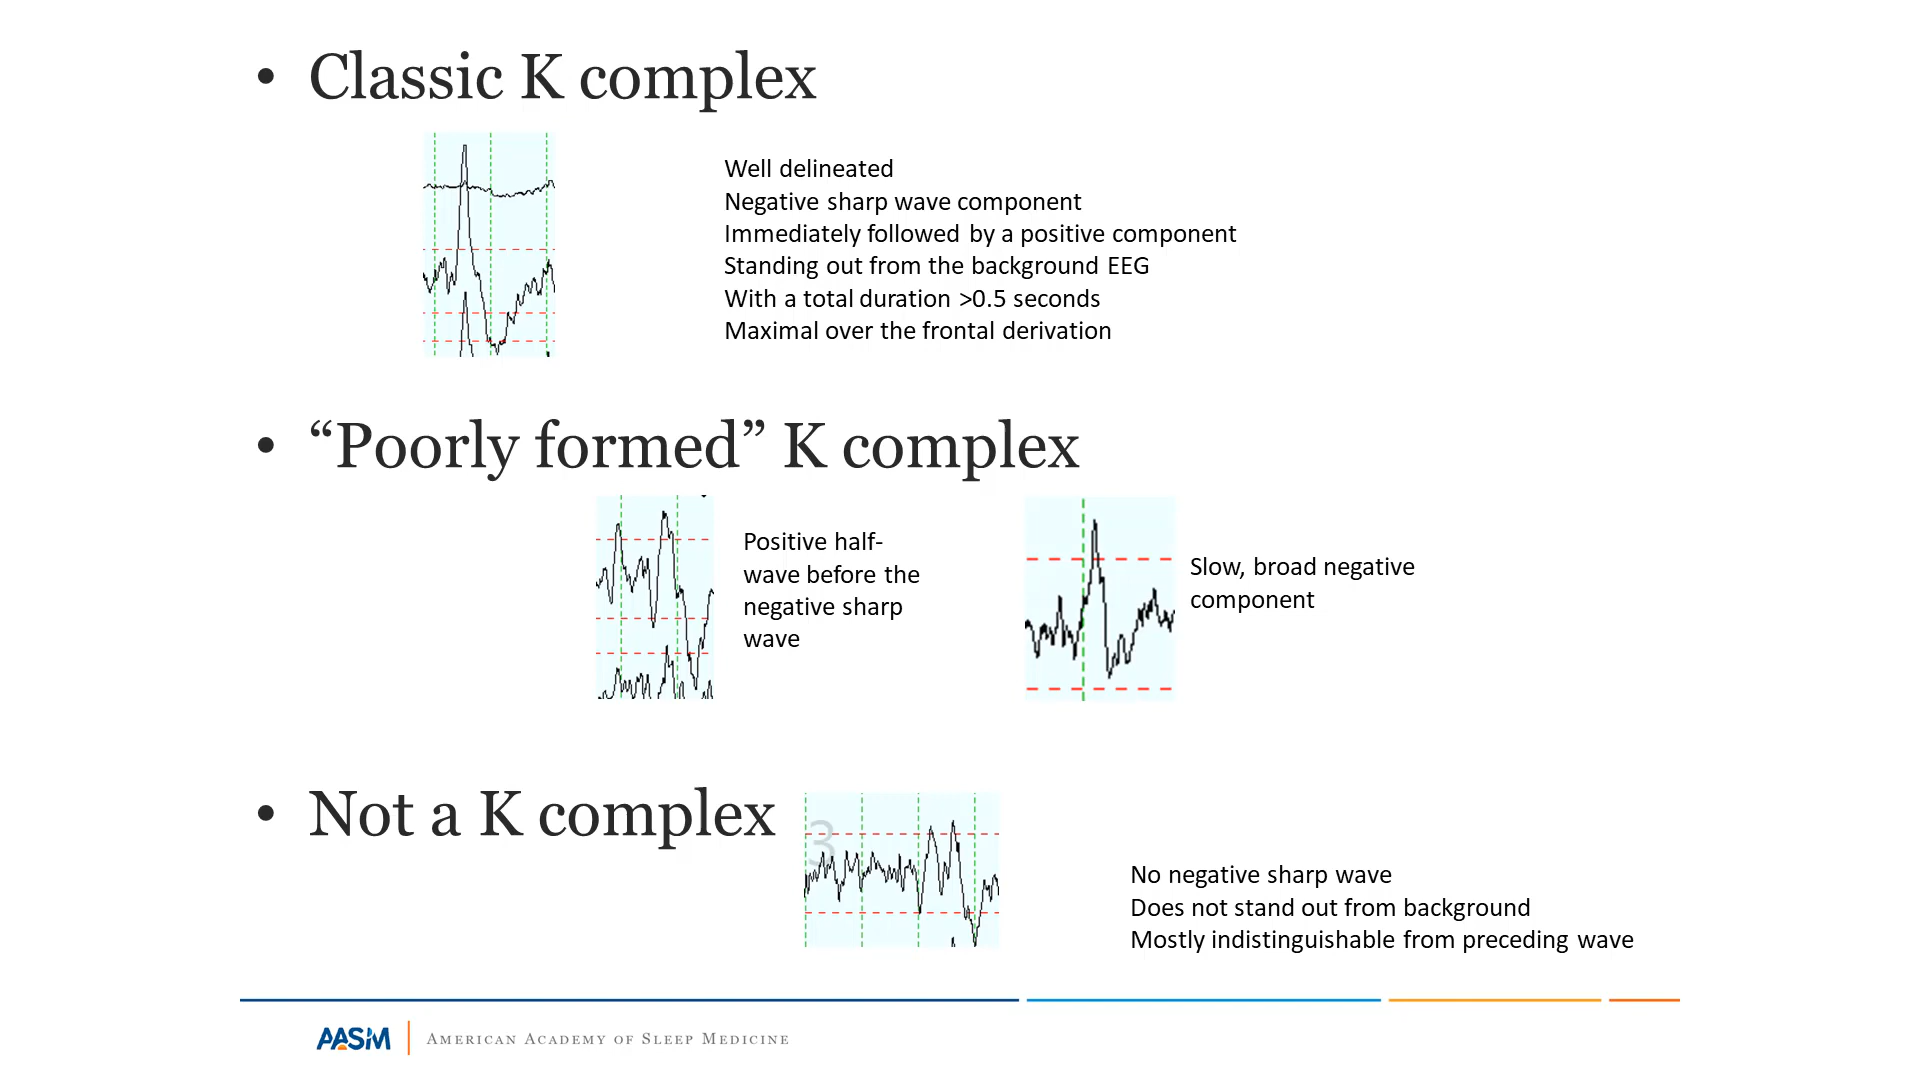 • Classic K complex
Well delineated
Negative sharp wave component
Immediately followed by a positive component
Standing out from the background EEG
With a total duration >0.5 seconds
Maximal over the frontal derivation
• “Poorly formed” K complex
Positive half-
wave before the
negative sharp
wave
Slow, broad negative
component
• Not a K complex
3
No negative sharp wave
Does not stand out from background
Mostly indistinguishable from preceding wave
AASM
American Academy of Sleep Medicine